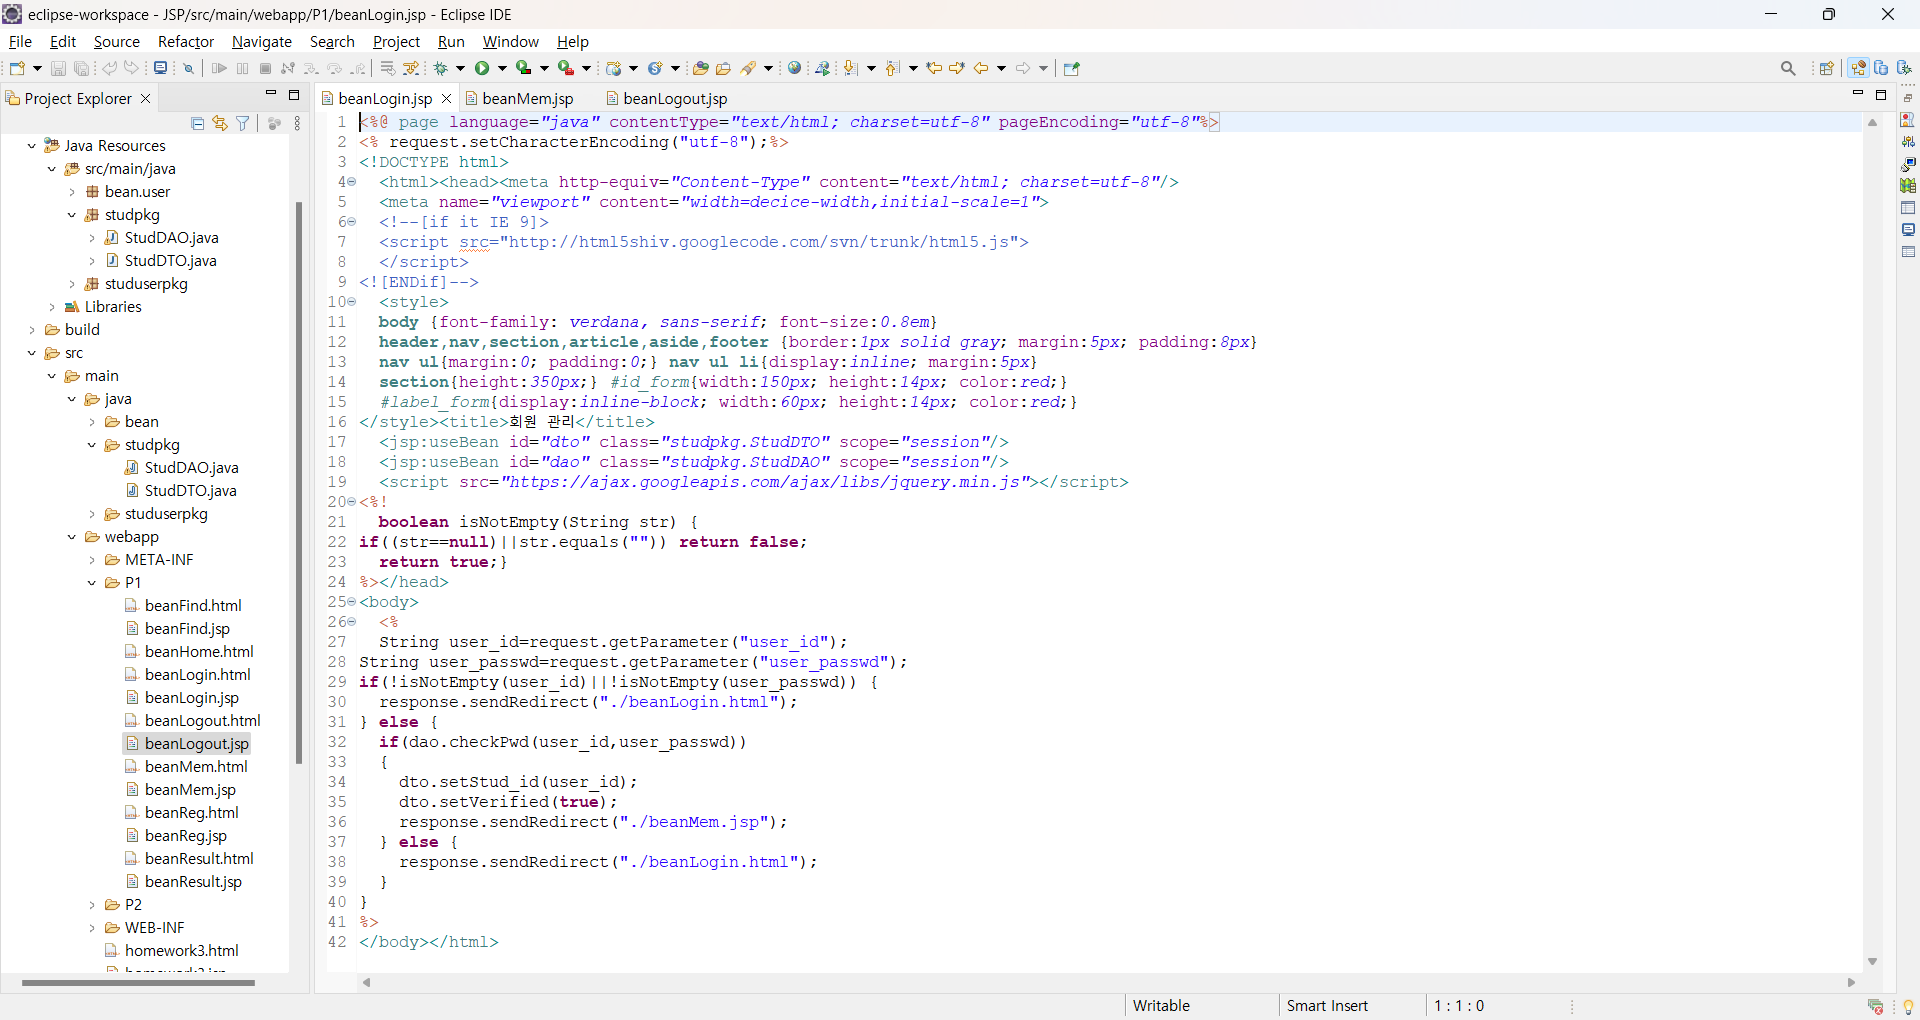 eclipse-workspace - JSP/src/main/webapp/P1/beanLogin.jsp - Eclipse IDE
File Edit Source Refactor Navigate Search Project Run Window Help
Project Explorer
beanLogin.jsp
beanMem.jsp
beanLogout.jsp
Java Resources
src/main/java
bean.user
studpkg
StudDAO.java
StudDTO.java
studuserpkg
Libraries
build
src
main
java
bean
studpkg
StudDAO.java
StudDTO.java
studuserpkg
webapp
META-INF
P1
beanFind.html
beanFind.jsp
beanHome.html
beanLogin.html
beanLogin.jsp
beanLogout.html
beanLogout.jsp
beanMem.html
beanMem.jsp
beanReg.html
beanReg.jsp
beanResult.html
beanResult.jsp
P2
WEB-INF
homework3.html
1 <%@ page language="java" contentType="text/html; charset=utf-8" pageEncoding="utf-8"%>
2 <% request.setCharacterEncoding("utf-8");%>
3 <!DOCTYPE html>
4 <html><head><meta http-equiv="Content-Type" content="text/html; charset=utf-8"/>
5 <meta name="viewport" content="width=decice-width,initial-scale=1">
6 <!--[if it IE 9]>
7 <script src="http://html5shiv.googlecode.com/svn/trunk/html5.js">
8 </script>
9 <![ENDif]-->
10 <style>
11 body {font-family: verdana, sans-serif; font-size:0.8em}
12 header,nav,section,article,aside,footer {border:1px solid gray; margin:5px; padding:8px}
13 nav ul{margin:0; padding:0;} nav ul li{display:inline; margin:5px}
14 section{height:350px;} #id_form{width:150px; height:14px; color:red;}
15 #label_form{display:inline-block; width:60px; height:14px; color:red;}
16 </style><title>회원 관리</title>
17 <jsp:useBean id="dto" class="studpkg.StudDTO" scope="session"/>
18 <jsp:useBean id="dao" class="studpkg.StudDAO" scope="session"/>
19 <script src="https://ajax.googleapis.com/ajax/libs/jquery.min.js"></script>
20 <%!
21 boolean isNotEmpty(String str) {
22 if((str==null)||str.equals("")) return false;
23 return true;}
24 %></head>
25 <body>
26 <%
27 String user_id=request.getParameter("user_id");
28 String user_passwd=request.getParameter("user_passwd");
29 if(!isNotEmpty(user_id)||!isNotEmpty(user_passwd)) {
30 response.sendRedirect("./beanLogin.html");
31 } else {
32 if(dao.checkPwd(user_id,user_passwd))
33 {
34 dto.setStud_id(user_id);
35 dto.setVerified(true);
36 response.sendRedirect("./beanMem.jsp");
37 } else {
38 response.sendRedirect("./beanLogin.html");
39 }
40 }
41 %>
42 </body></html>
Writable
Smart Insert
1 : 1 : 0